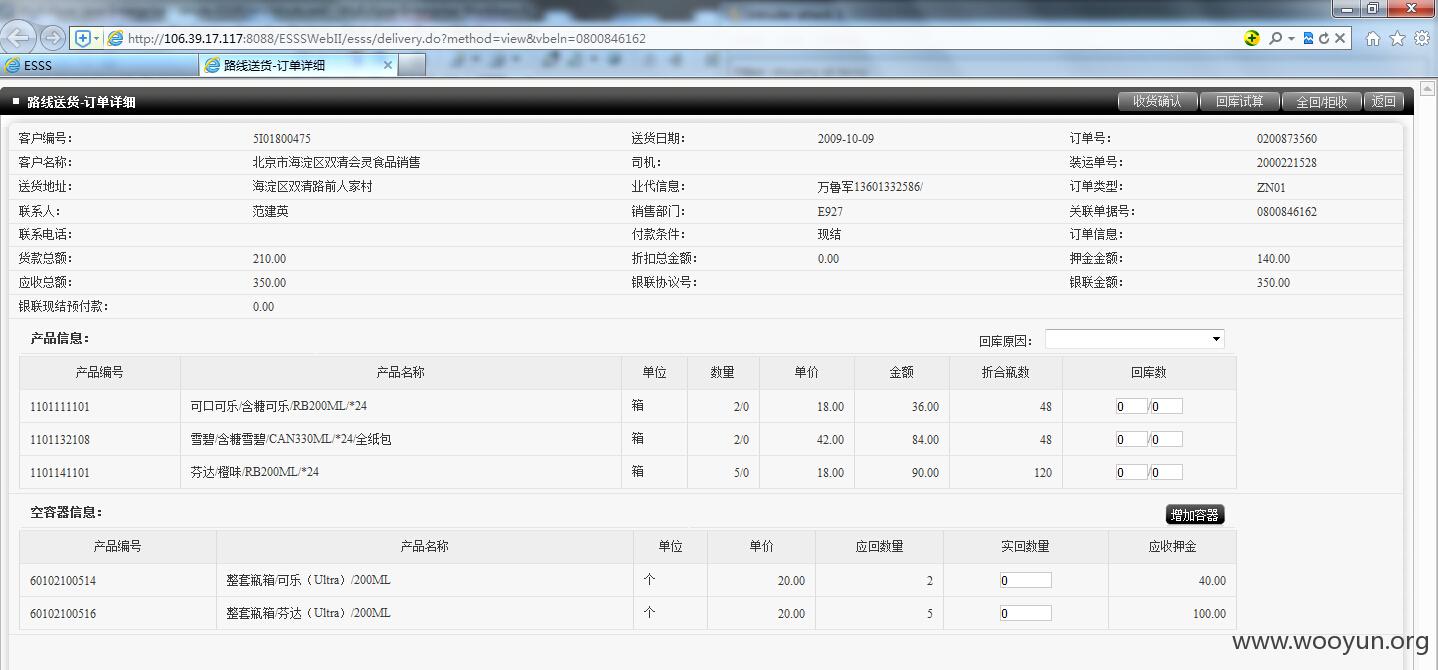 http://106.39.17.117:8088/ESSSWebII/esss/delivery.do?method=view&vbeln=0800846162
ESSS 路线送货-订单详细
路线送货-订单详细 收货确认 回库试算 全回/拒收 返回
客户编号： 5I01800475 送货日期： 2009-10-09 订单号： 0200873560
客户名称： 北京市海淀区双清会灵食品销售 司机： 装运单号： 2000221528
送货地址： 海淀区双清路前人家村 业代信息： 万鲁军13601332586/ 订单类型： ZN01
联系人： 范建英 销售部门： E927 关联单据号： 0800846162
联系电话： 付款条件： 现结 订单信息：
货款总额： 210.00 折扣总金额： 0.00 押金金额： 140.00
应收总额： 350.00 银联协议号： 银联金额： 350.00
银联现结预付款： 0.00
产品信息： 回库原因：
产品编号 产品名称 单位 数量 单价 金额 折合瓶数 回库数
1101111101 可口可乐/含糖可乐/RB200ML/*24 箱 2/0 18.00 36.00 48 0/0
1101132108 雪碧/含糖雪碧/CAN330ML/*24/全纸包 箱 2/0 42.00 84.00 48 0/0
1101141101 芬达/橙味/RB200ML/*24 箱 5/0 18.00 90.00 120 0/0
空容器信息： 增加容器
产品编号 产品名称 单位 单价 应回数量 实回数量 应收押金
60102100514 整套瓶箱/可乐（Ultra）/200ML 个 20.00 2 0 40.00
60102100516 整套瓶箱/芬达（Ultra）/200ML 个 20.00 5 0 100.00
www.wooyun.org